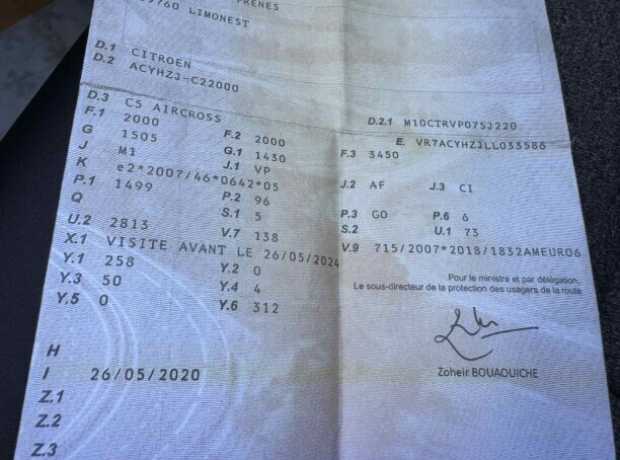 PRENES
69760 LIMONEST
D.1 CITROEN
D.2 ACYHZJ-C22000
D.2.1 M10CTRVP075J220
D.3 C5 AIRCROSS
E. VR7ACYHZJLL033586
F.1 2000 F.2 2000 F.3 3450
G 1505 G.1 1430
J M1 J.1 VP J.2 AF J.3 CI
K e2*2007/46*0642*05
P.1 1499 P.2 96 P.3 GO P.6 6
Q S.1 5 S.2 U.1 73
U.2 2813 V.7 138 V.9 715/2007*2018/1832AMEURO6
X.1 VISITE AVANT LE 26/05/2024
Y.1 258 Y.2 0
Y.3 50 Y.4 4
Y.5 0 Y.6 312
Pour le ministre et par délégation,
Le sous-directeur de la protection des usagers de la route
Zoheir BOUAOUICHE
H
I 26/05/2020
Z.1
Z.2
Z.3